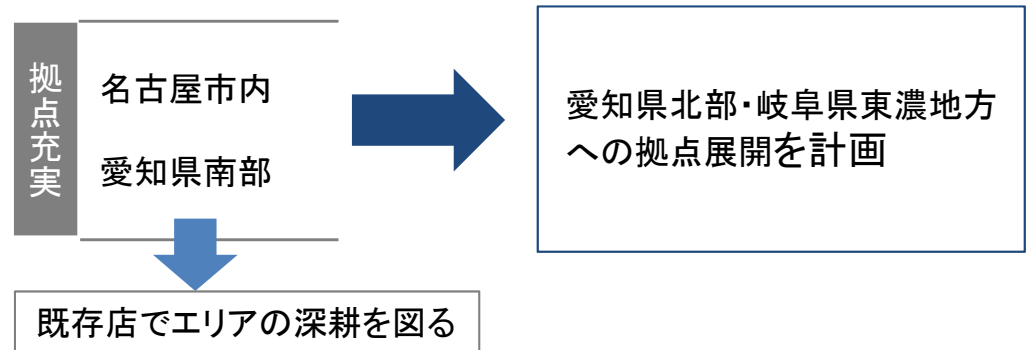 拠点充実
名古屋市内
愛知県南部
愛知県北部・岐阜県東濃地方
への拠点展開を計画
既存店でエリアの深耕を図る